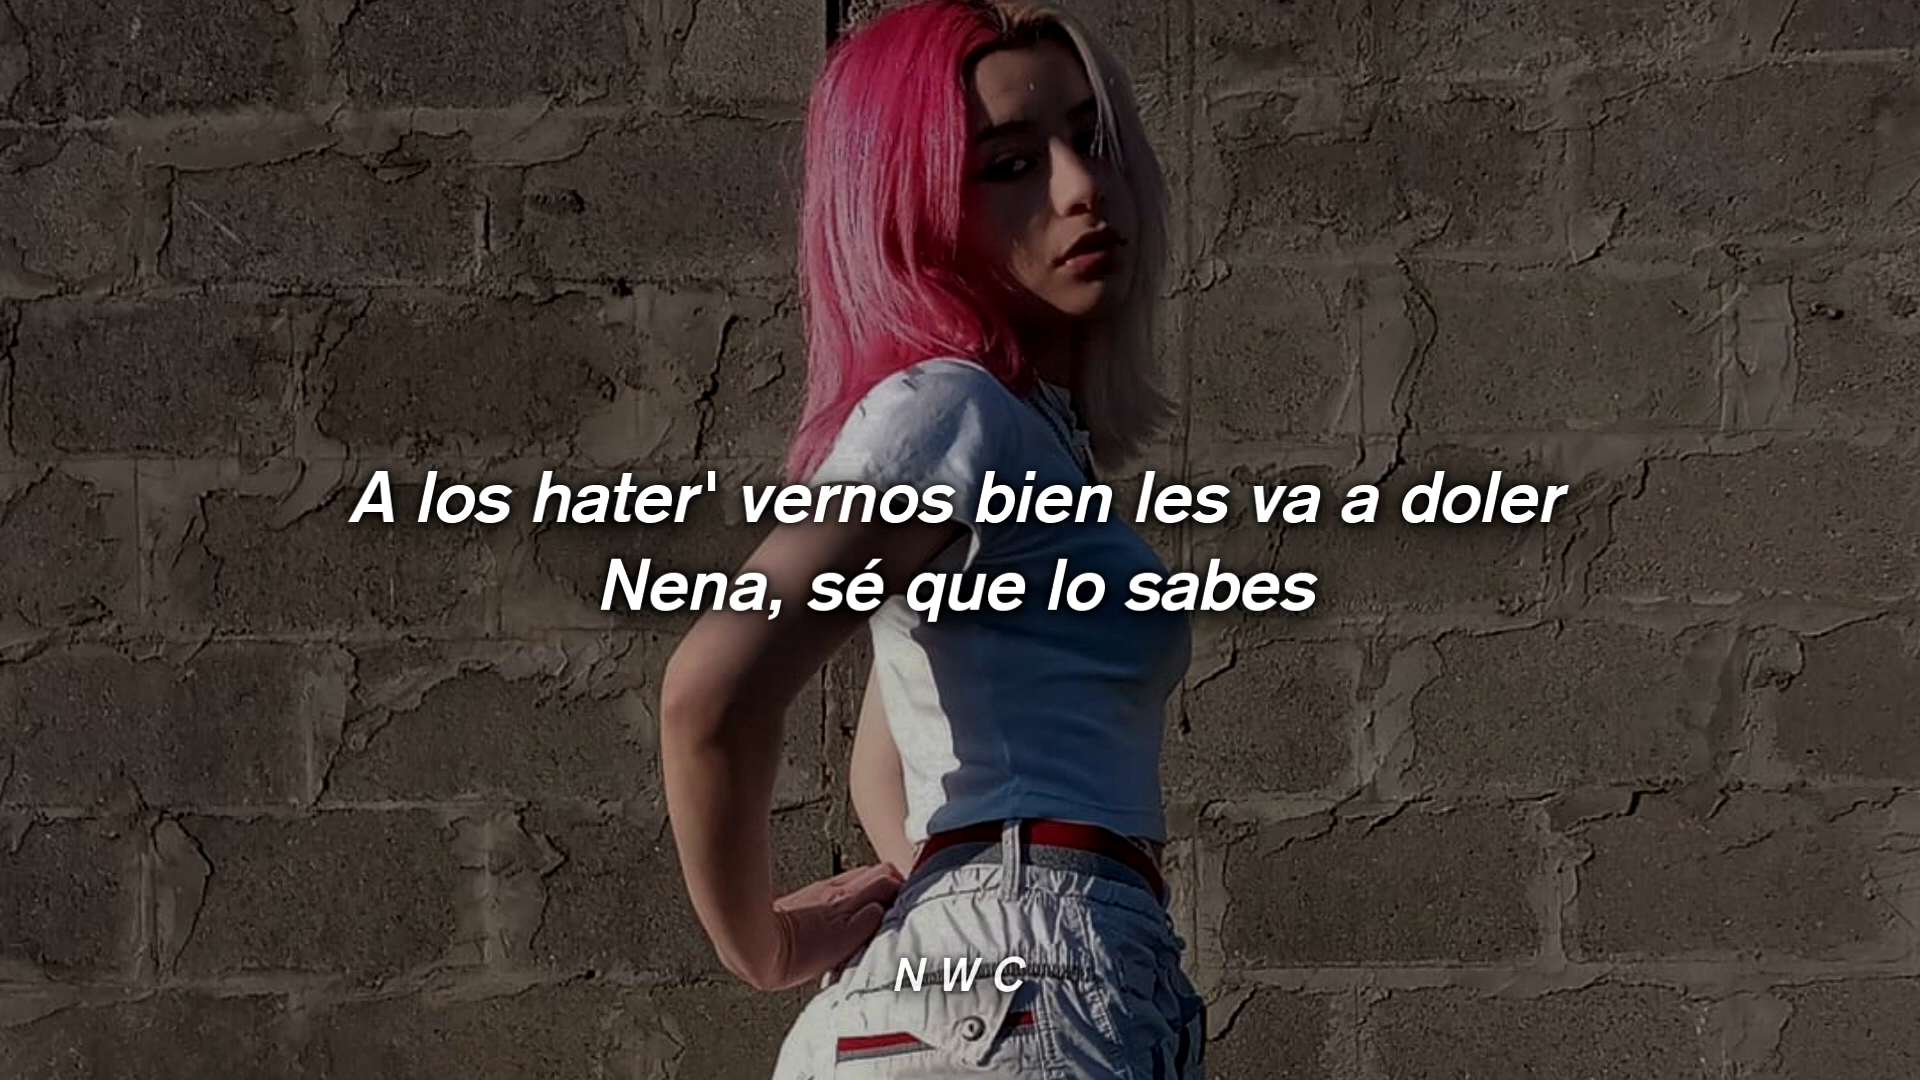 A los hater' vernos bien les va a doler
Nena, sé que lo sabes
N W C